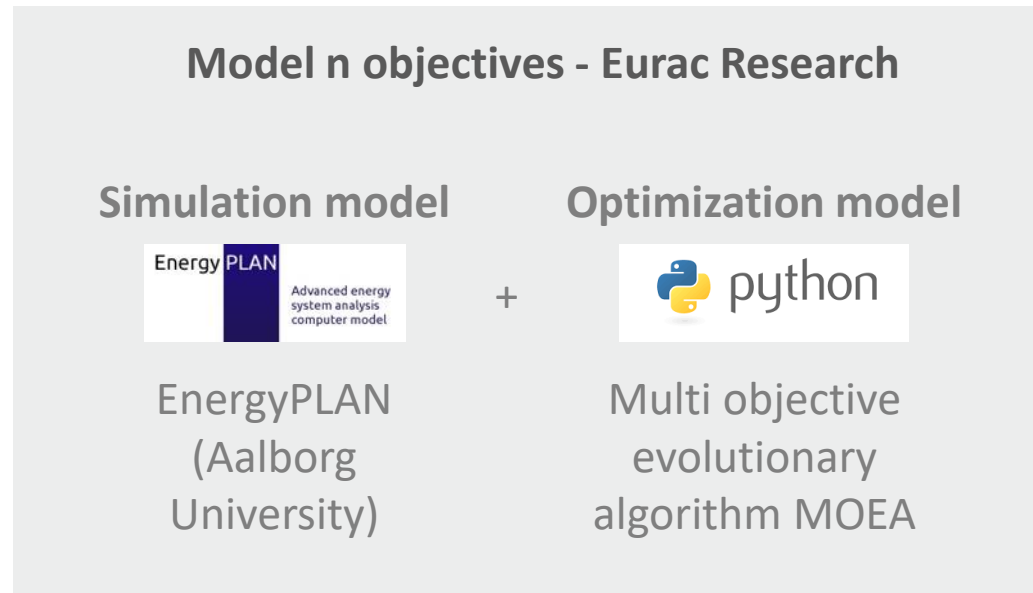 Model n objectives - Eurac Research
Simulation model
Optimization model
Energy PLAN
Advanced energy
system analysis
computer model
+
python
EnergyPLAN
(Aalborg
University)
Multi objective
evolutionary
algorithm MOEA